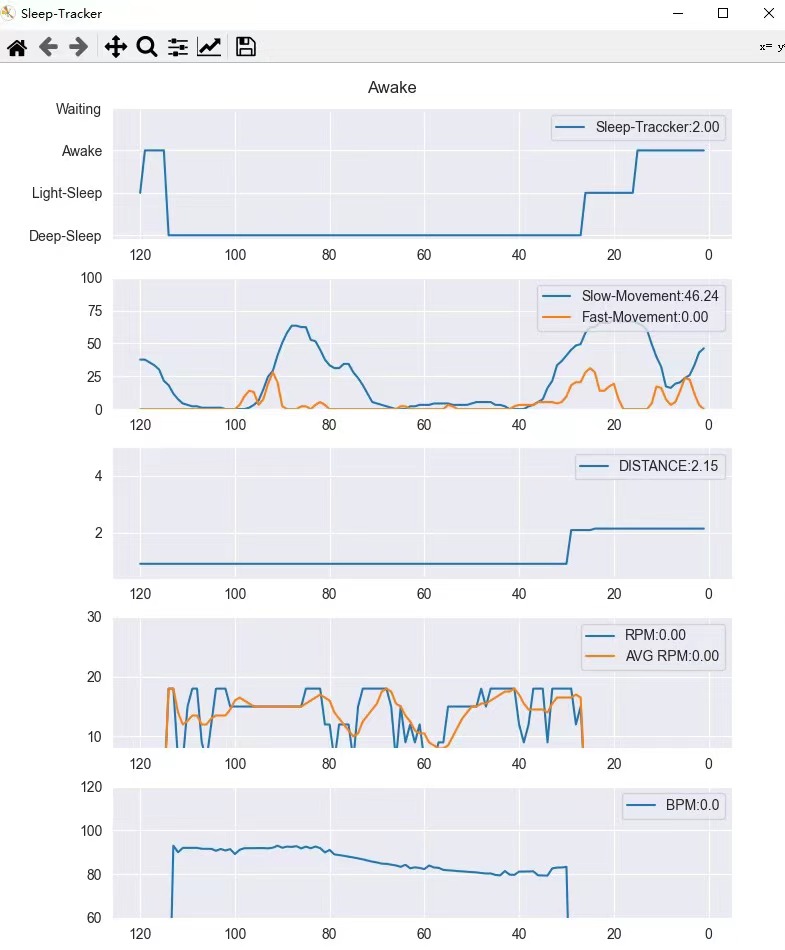 Sleep-Tracker
x= y=
Awake
Waiting
Awake
Light-Sleep
Deep-Sleep
Sleep-Traccker:2.00
120 100 80 60 40 20 0
100
75
50
25
0
Slow-Movement:46.24
Fast-Movement:0.00
120 100 80 60 40 20 0
4
2
DISTANCE:2.15
120 100 80 60 40 20 0
30
20
10
RPM:0.00
AVG RPM:0.00
120 100 80 60 40 20 0
120
100
80
60
BPM:0.0
120 100 80 60 40 20 0